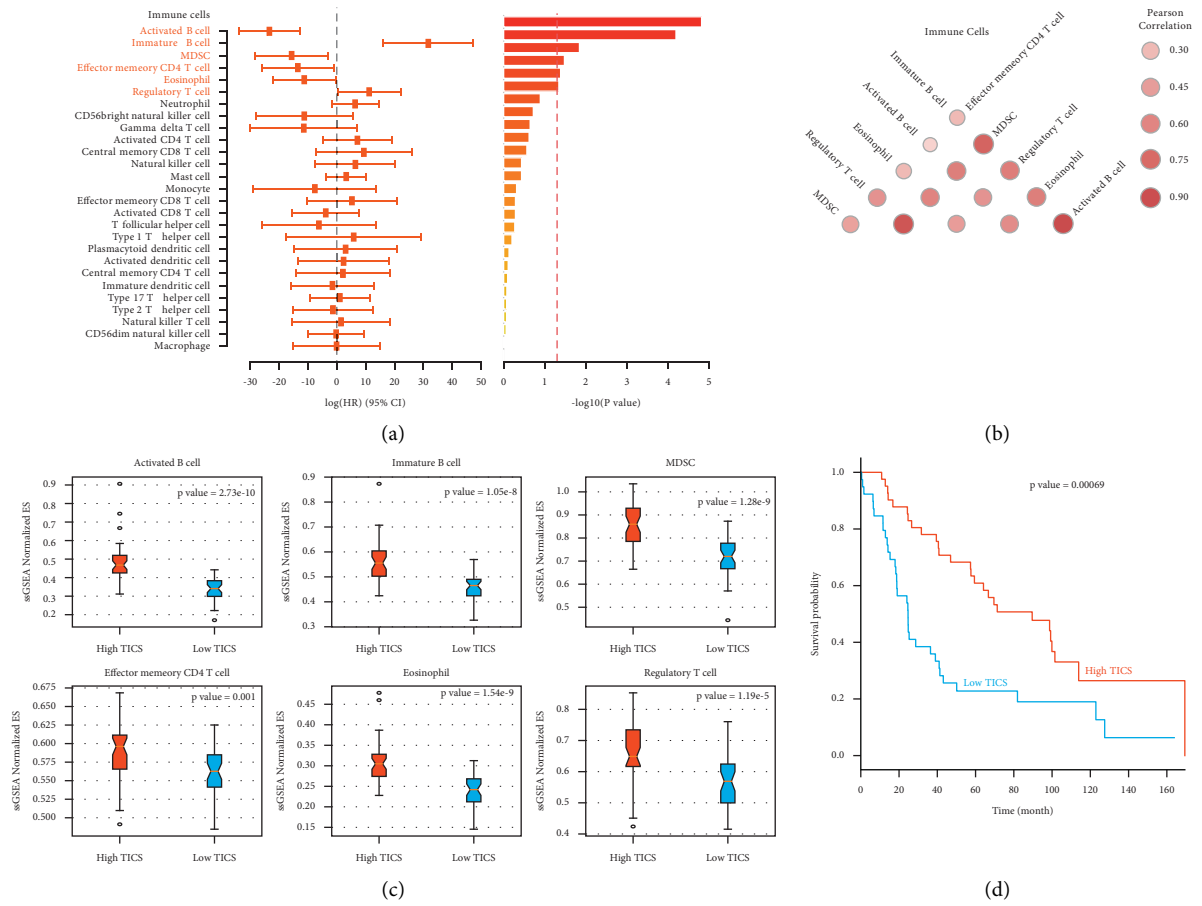 Immune cells
Activated B cell
Immature B cell
MDSC
Effector memeory CD4 T cell
Eosinophil
Regulatory T cell
Neutrophil
CD56bright natural killer cell
Gamma delta T cell
Activated CD4 T cell
Central memory CD8 T cell
Natural killer cell
Mast cell
Monocyte
Effector memeory CD8 T cell
Activated CD8 T cell
T follicular helper cell
Type 1 T helper cell
Plasmacytoid dendritic cell
Activated dendritic cell
Central memory CD4 T cell
Immature dendritic cell
Type 17 T helper cell
Type 2 T helper cell
Natural killer T cell
CD56dim natural killer cell
Macrophage
-30 -20 -10 0 10 20 30 40 50
log(HR) (95% CI)
0 1 2 3 4 5
-log10(P value)
(a)
Immune Cells
Immature B cell
Activated B cell
Eosinophil
Regulatory T cell
MDSC
Effector memeory CD4 T cell
MDSC
Regulatory T cell
Eosinophil
Activated B cell
Pearson
Correlation
0.30
0.45
0.60
0.75
0.90
(b)
Activated B cell
p value = 2.73e-10
ssGSEA Normalized ES
0.9
0.8
0.7
0.6
0.5
0.4
0.3
0.2
High TICS Low TICS
Immature B cell
p value = 1.05e-8
ssGSEA Normalized ES
0.9
0.8
0.7
0.6
0.5
0.4
0.3
High TICS Low TICS
MDSC
p value = 1.28e-9
ssGSEA Normalized ES
1.0
0.9
0.8
0.7
0.6
0.5
High TICS Low TICS
Effector memeory CD4 T cell
p value = 0.001
ssGSEA Normalized ES
0.675
0.650
0.625
0.600
0.575
0.550
0.525
0.500
High TICS Low TICS
Eosinophil
p value = 1.54e-9
ssGSEA Normalized ES
0.45
0.40
0.35
0.30
0.25
0.20
0.15
High TICS Low TICS
Regulatory T cell
p value = 1.19e-5
ssGSEA Normalized ES
0.8
0.7
0.6
0.5
0.4
High TICS Low TICS
(c)
p value = 0.00069
Survival probability
1.0
0.8
0.6
0.4
0.2
0.0
High TICS
Low TICS
0 20 40 60 80 100 120 140 160
Time (month)
(d)